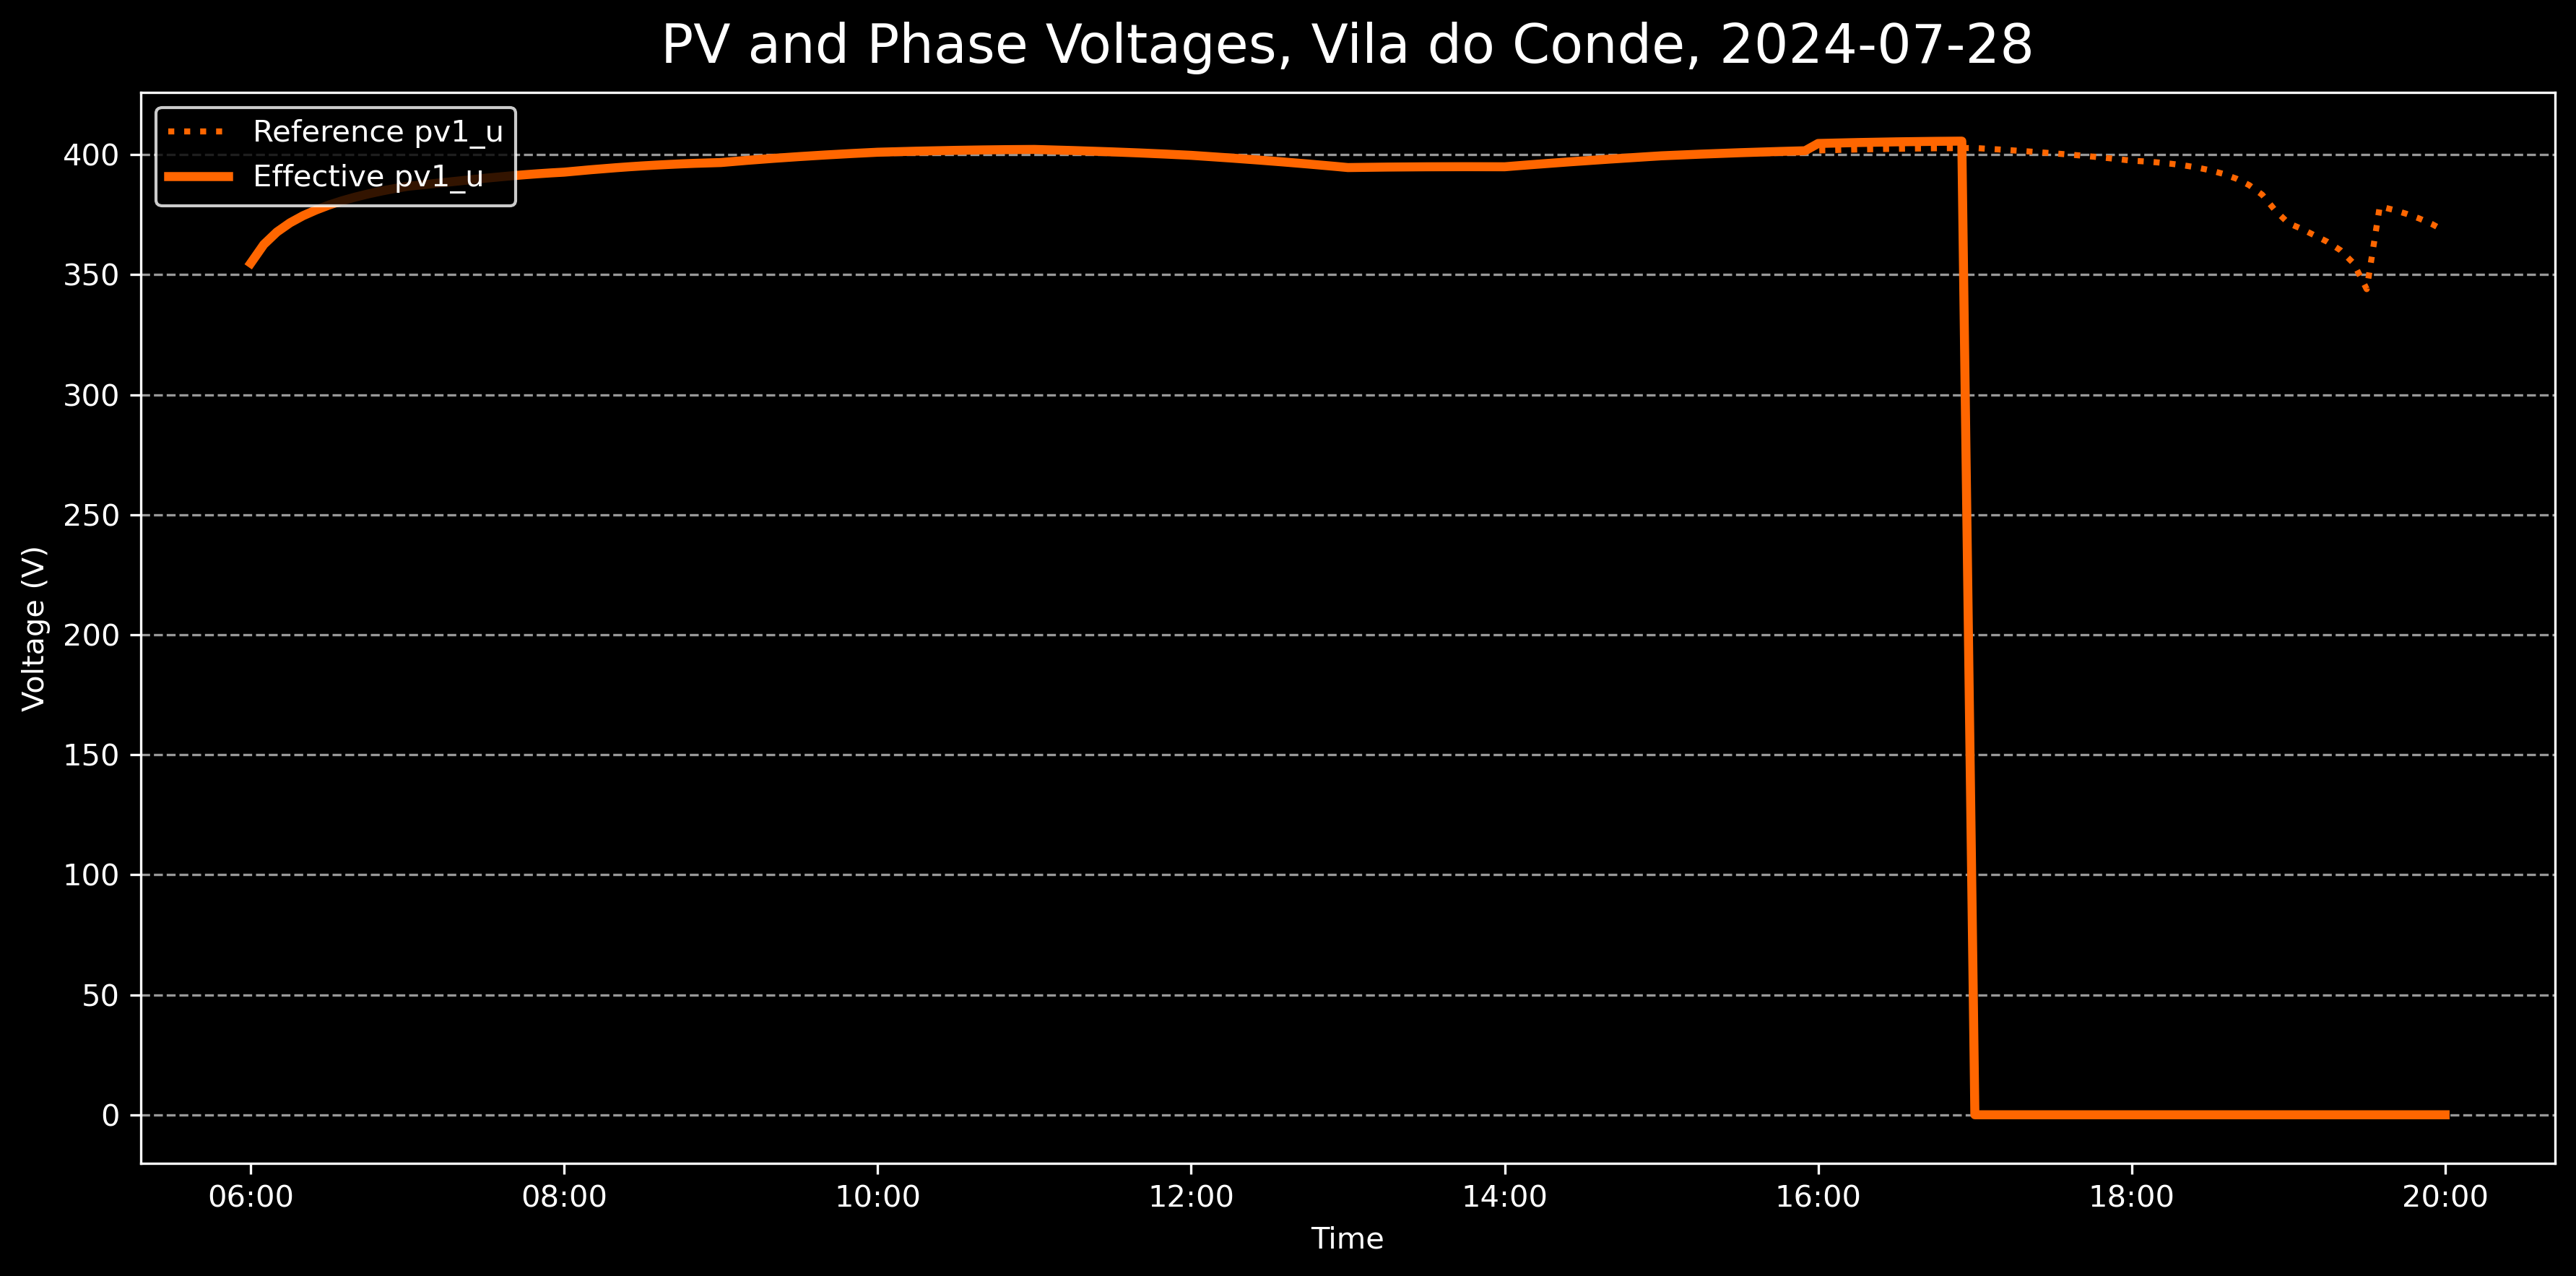 PV and Phase Voltages, Vila do Conde, 2024-07-28
Reference pv1_u
Effective pv1_u
400
350
300
250
200
150
100
50
0
Voltage (V)
06:00 08:00 10:00 12:00 14:00 16:00 18:00 20:00
Time